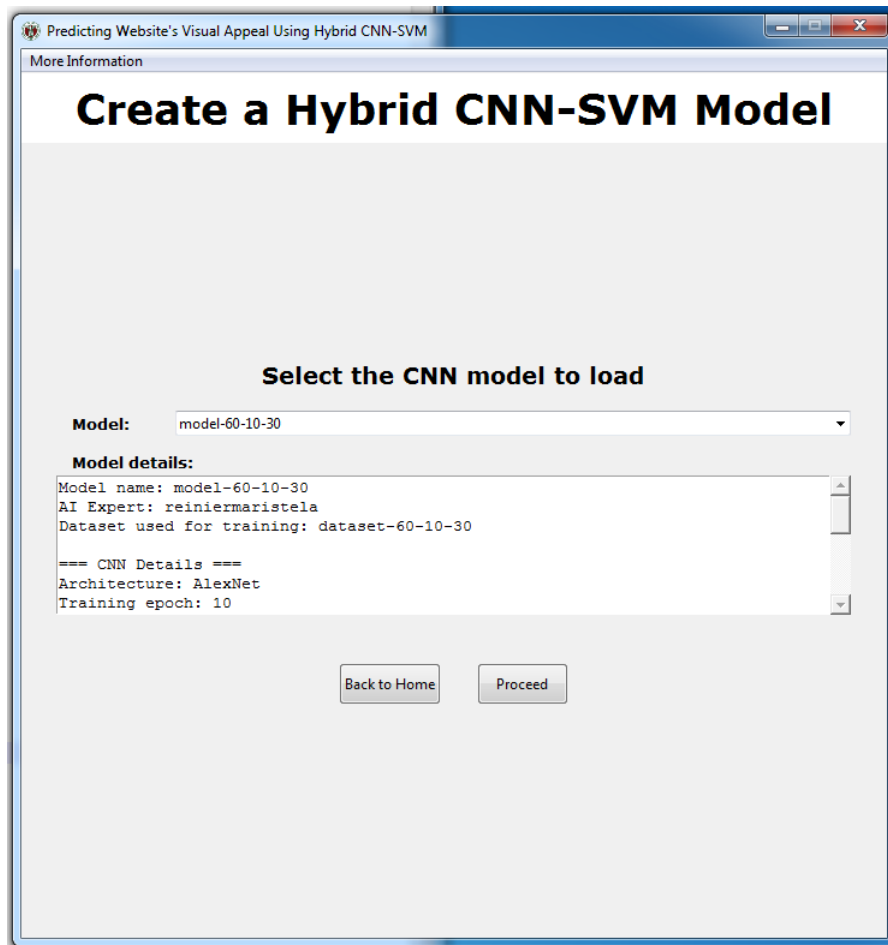 Predicting Website's Visual Appeal Using Hybrid CNN-SVM
More Information
Create a Hybrid CNN-SVM Model
Select the CNN model to load
Model: model-60-10-30
Model details:
Model name: model-60-10-30
AI Expert: reiniermaristela
Dataset used for training: dataset-60-10-30
=== CNN Details ===
Architecture: AlexNet
Training epoch: 10
Back to Home Proceed